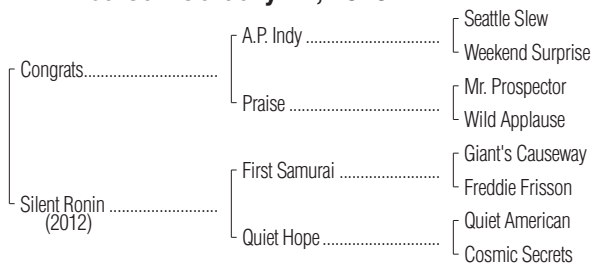 Seattle Slew
A.P. Indy
Weekend Surprise
Congrats
Mr. Prospector
Praise
Wild Applause
Giant's Causeway
First Samurai
Freddie Frisson
Silent Ronin
(2012)
Quiet American
Quiet Hope
Cosmic Secrets